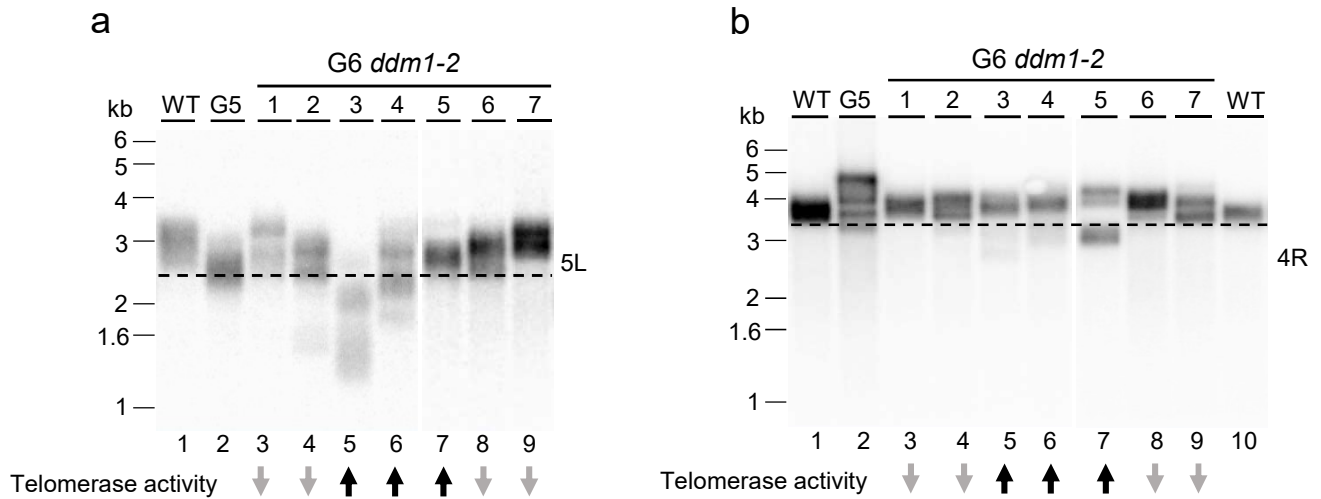 a
G6 ddm1-2
kb WT G5 1 2 3 4 5 6 7
6
5
4
3
2
1.6
1
5L
1 2 3 4 5 6 7 8 9
Telomerase activity
b
G6 ddm1-2
kb WT G5 1 2 3 4 5 6 7 WT
6
5
4
3
2
1.6
1
4R
1 2 3 4 5 6 7 8 9 10
Telomerase activity